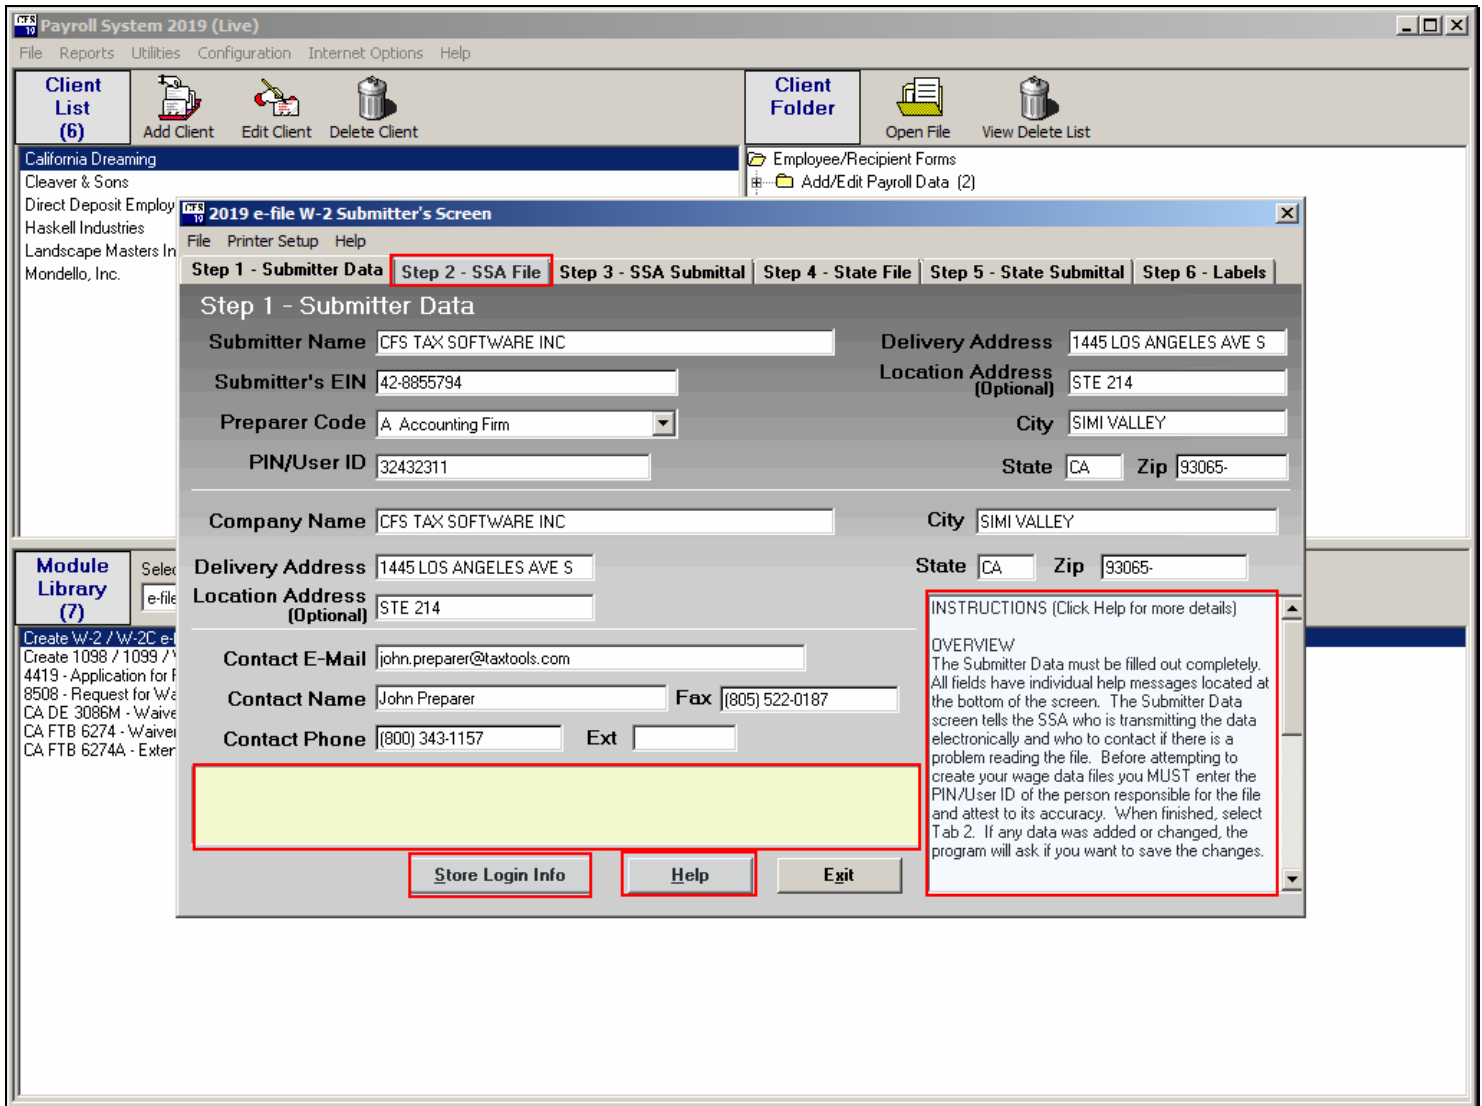 CFS 19 Payroll System 2019 (Live)
File Reports Utilities Configuration Internet Options Help
Client List (6)
Add Client Edit Client Delete Client
Client Folder
Open File View Delete List
California Dreaming
Cleaver & Sons
Direct Deposit Employ
Haskell Industries
Landscape Masters In
Mondello, Inc.
Employee/Recipient Forms
Add/Edit Payroll Data (2)
CFS 19 2019 e-file W-2 Submitter's Screen
File Printer Setup Help
Step 1 - Submitter Data Step 2 - SSA File Step 3 - SSA Submittal Step 4 - State File Step 5 - State Submittal Step 6 - Labels
Step 1 - Submitter Data
Submitter Name CFS TAX SOFTWARE INC
Delivery Address 1445 LOS ANGELES AVE S
Submitter's EIN 42-8855794
Location Address (Optional) STE 214
Preparer Code A Accounting Firm
City SIMI VALLEY
PIN/User ID 32432311
State CA Zip 93065-
Company Name CFS TAX SOFTWARE INC
City SIMI VALLEY
Delivery Address 1445 LOS ANGELES AVE S
State CA Zip 93065-
Location Address (Optional) STE 214
Contact E-Mail john.preparer@taxtools.com
Contact Name John Preparer Fax (805) 522-0187
Contact Phone (800) 343-1157 Ext
INSTRUCTIONS (Click Help for more details)
OVERVIEW
The Submitter Data must be filled out completely.
All fields have individual help messages located at
the bottom of the screen. The Submitter Data
screen tells the SSA who is transmitting the data
electronically and who to contact if there is a
problem reading the file. Before attempting to
create your wage data files you MUST enter the
PIN/User ID of the person responsible for the file
and attest to its accuracy. When finished, select
Tab 2. If any data was added or changed, the
program will ask if you want to save the changes.
Store Login Info Help Exit
Module Library (7)
Selec
e-file
Create W-2 / W-2C e-
Create 1098 / 1099 /
4419 - Application for
8508 - Request for Wa
CA DE 3086M - Waive
CA FTB 6274 - Waiver
CA FTB 6274A - Exter